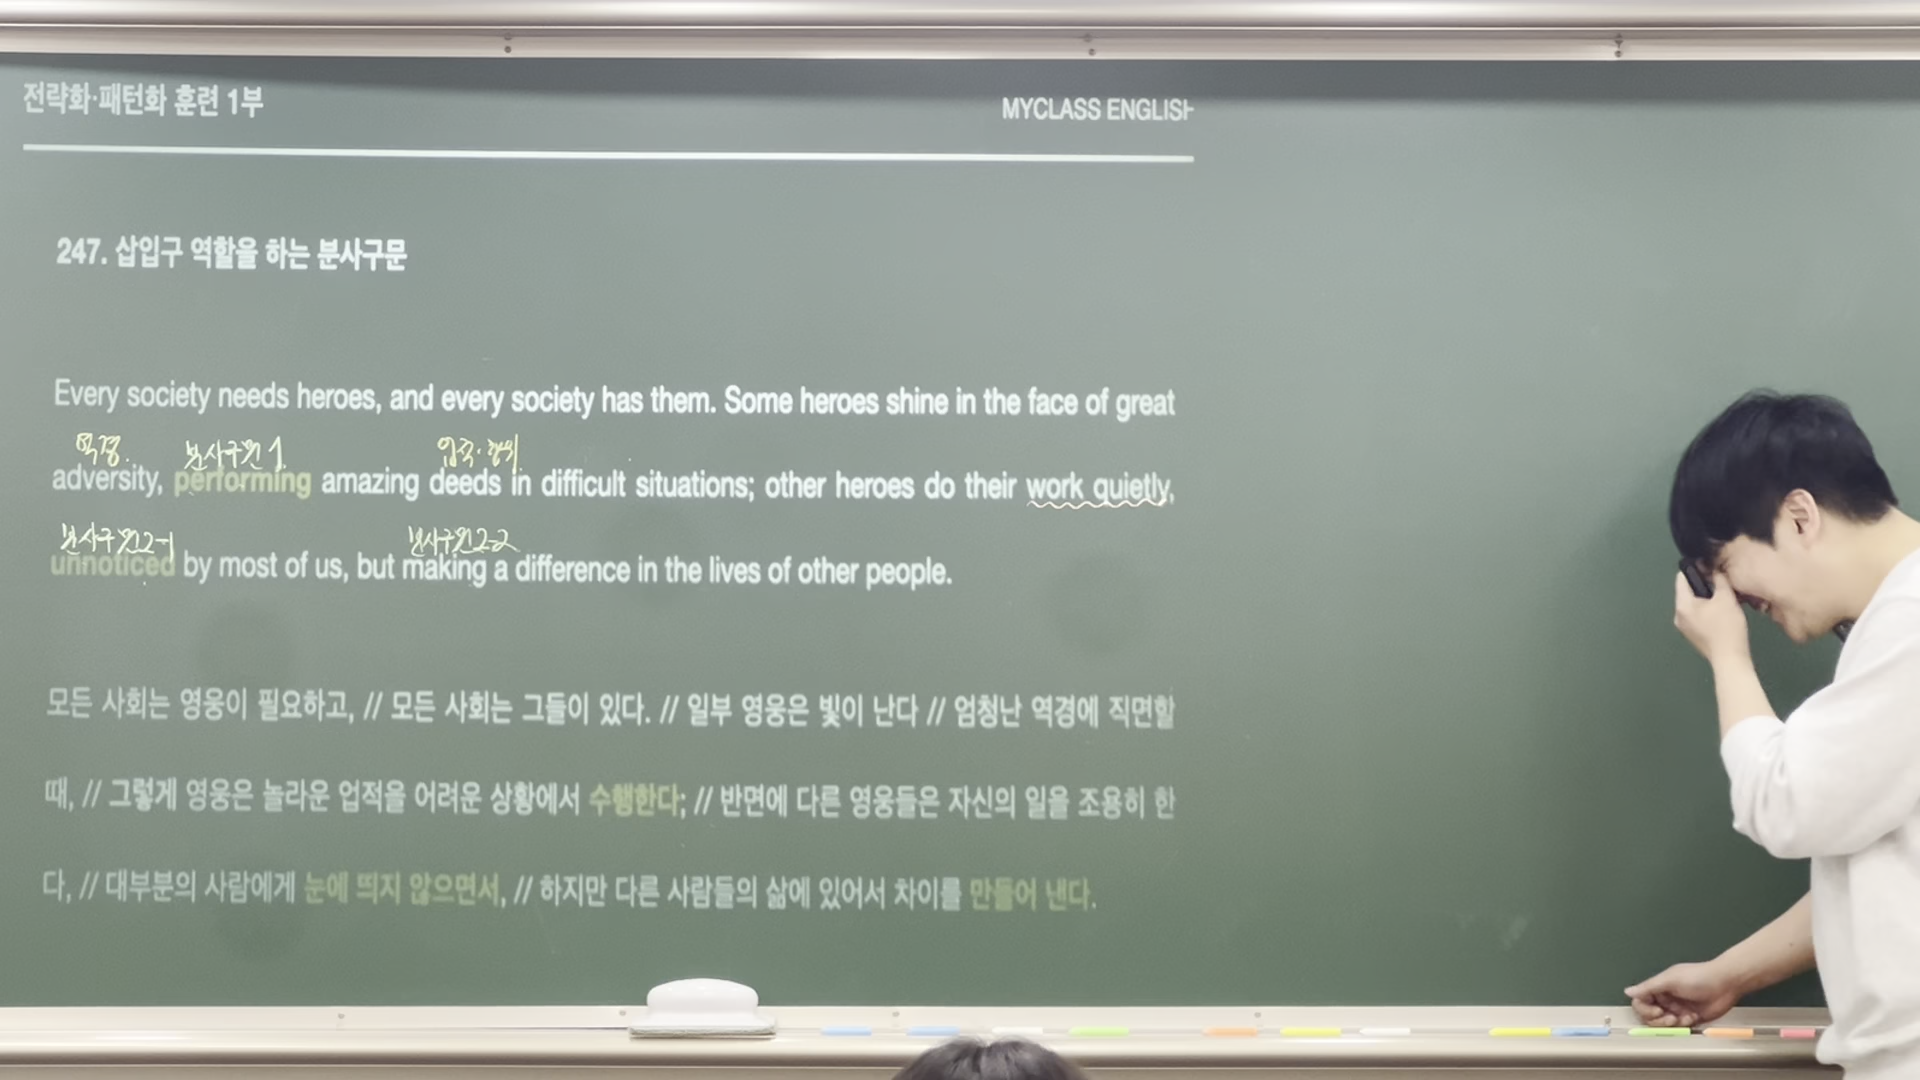 전략화·패턴화 훈련 1부
MYCLASS ENGLISH
247. 삽입구 역할을 하는 분사구문
Every society needs heroes, and every society has them. Some heroes shine in the face of great
역경. 분사구문 1 업적·행위
adversity, performing amazing deeds in difficult situations; other heroes do their work quietly,
분사구문2-1 분사구문2-2
unnoticed by most of us, but making a difference in the lives of other people.
모든 사회는 영웅이 필요하고, // 모든 사회는 그들이 있다. // 일부 영웅은 빛이 난다 // 엄청난 역경에 직면할
때, // 그렇게 영웅은 놀라운 업적을 어려운 상황에서 수행한다; // 반면에 다른 영웅들은 자신의 일을 조용히 한
다, // 대부분의 사람에게 눈에 띄지 않으면서, // 하지만 다른 사람들의 삶에 있어서 차이를 만들어 낸다.